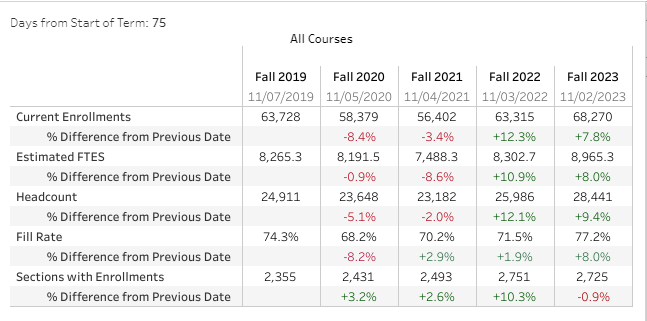 Days from Start of Term: 75
All Courses
Fall 2019 Fall 2020 Fall 2021 Fall 2022 Fall 2023
11/07/2019 11/05/2020 11/04/2021 11/03/2022 11/02/2023
Current Enrollments 63,728 58,379 56,402 63,315 68,270
% Difference from Previous Date -8.4% -3.4% +12.3% +7.8%
Estimated FTES 8,265.3 8,191.5 7,488.3 8,302.7 8,965.3
% Difference from Previous Date -0.9% -8.6% +10.9% +8.0%
Headcount 24,911 23,648 23,182 25,986 28,441
% Difference from Previous Date -5.1% -2.0% +12.1% +9.4%
Fill Rate 74.3% 68.2% 70.2% 71.5% 77.2%
% Difference from Previous Date -8.2% +2.9% +1.9% +8.0%
Sections with Enrollments 2,355 2,431 2,493 2,751 2,725
% Difference from Previous Date +3.2% +2.6% +10.3% -0.9%